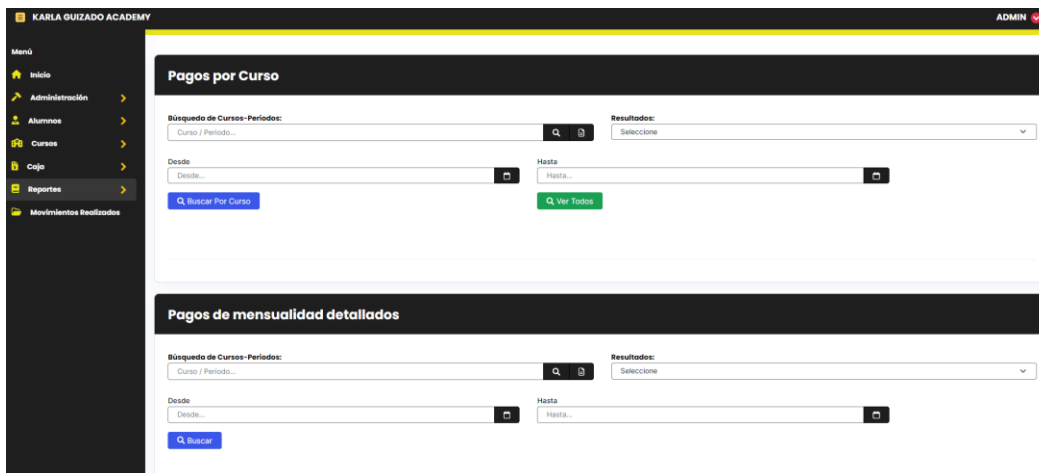 KARLA GUIZADO ACADEMY
ADMIN
Menú
Inicio
Administración
Alumnos
Cursos
Caja
Reportes
Movimientos Realizados
Pagos por Curso
Búsqueda de Cursos-Periodos:
Resultados:
Curso / Periodo...
Seleccione
Desde
Hasta
Desde...
Hasta...
Buscar Por Curso
Ver Todos
Pagos de mensualidad detallados
Búsqueda de Cursos-Periodos:
Resultados:
Curso / Periodo...
Seleccione
Desde
Hasta
Desde...
Hasta...
Buscar